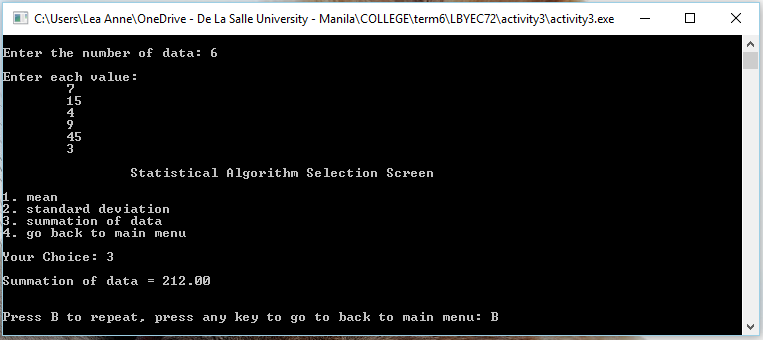 C:\Users\Lea Anne\OneDrive - De La Salle University - Manila\COLLEGE\term6\LBYEC72\activity3\activity3.exe
Enter the number of data: 6
Enter each value:
7
15
4
9
45
3
Statistical Algorithm Selection Screen
1. mean
2. standard deviation
3. summation of data
4. go back to main menu
Your Choice: 3
Summation of data = 212.00
Press B to repeat, press any key to go to back to main menu: B